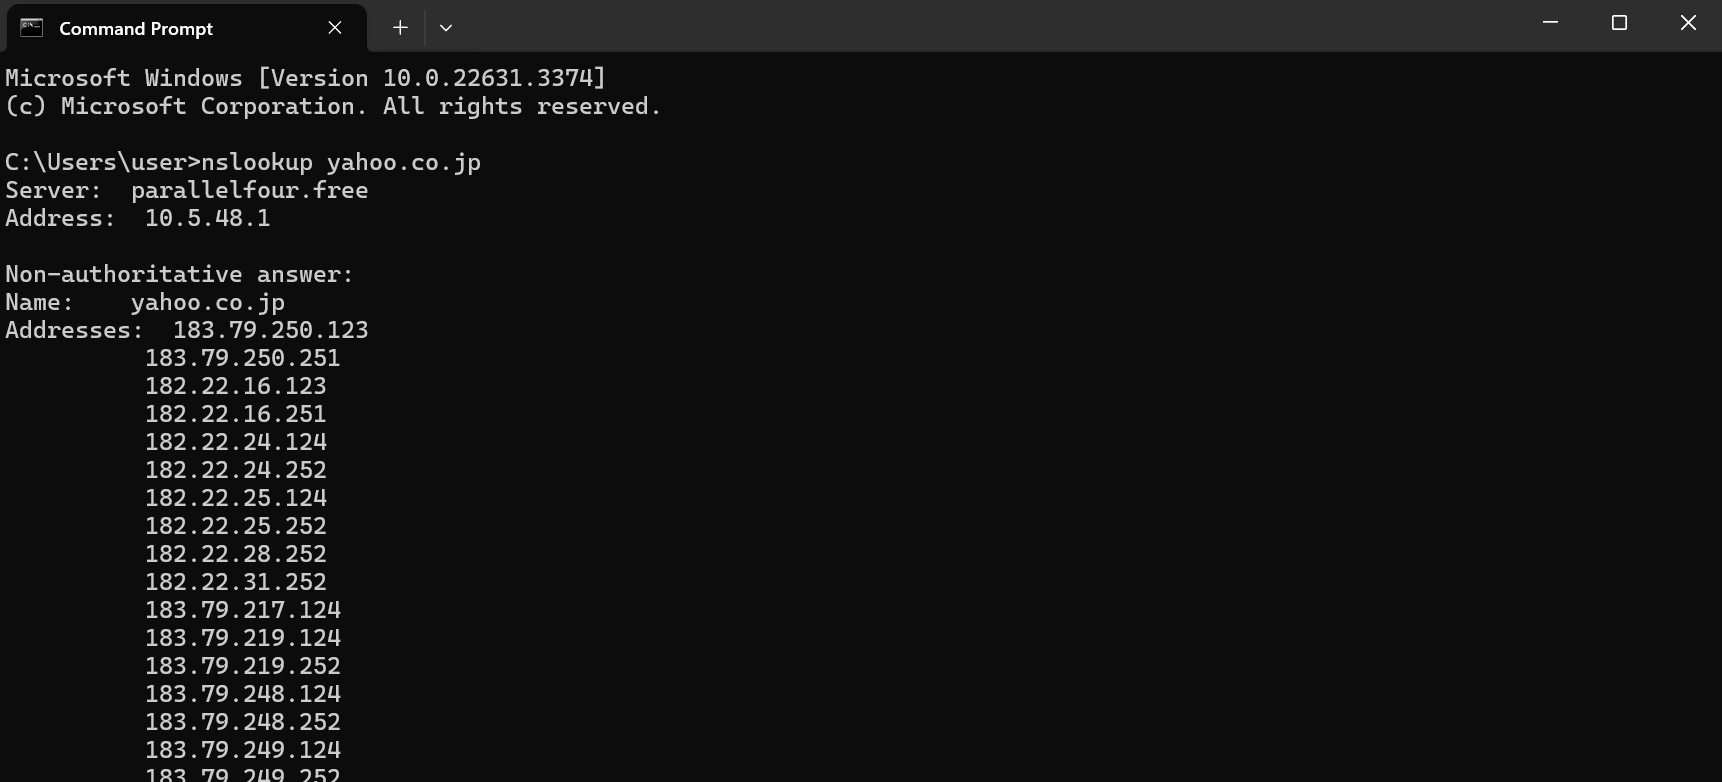 Command Prompt
Microsoft Windows [Version 10.0.22631.3374]
(c) Microsoft Corporation. All rights reserved.
C:\Users\user>nslookup yahoo.co.jp
Server:  parallelfour.free
Address:  10.5.48.1
Non-authoritative answer:
Name:    yahoo.co.jp
Addresses:  183.79.250.123
183.79.250.251
182.22.16.123
182.22.16.251
182.22.24.124
182.22.24.252
182.22.25.124
182.22.25.252
182.22.28.252
182.22.31.252
183.79.217.124
183.79.219.124
183.79.219.252
183.79.248.124
183.79.248.252
183.79.249.124
183.79.249.252